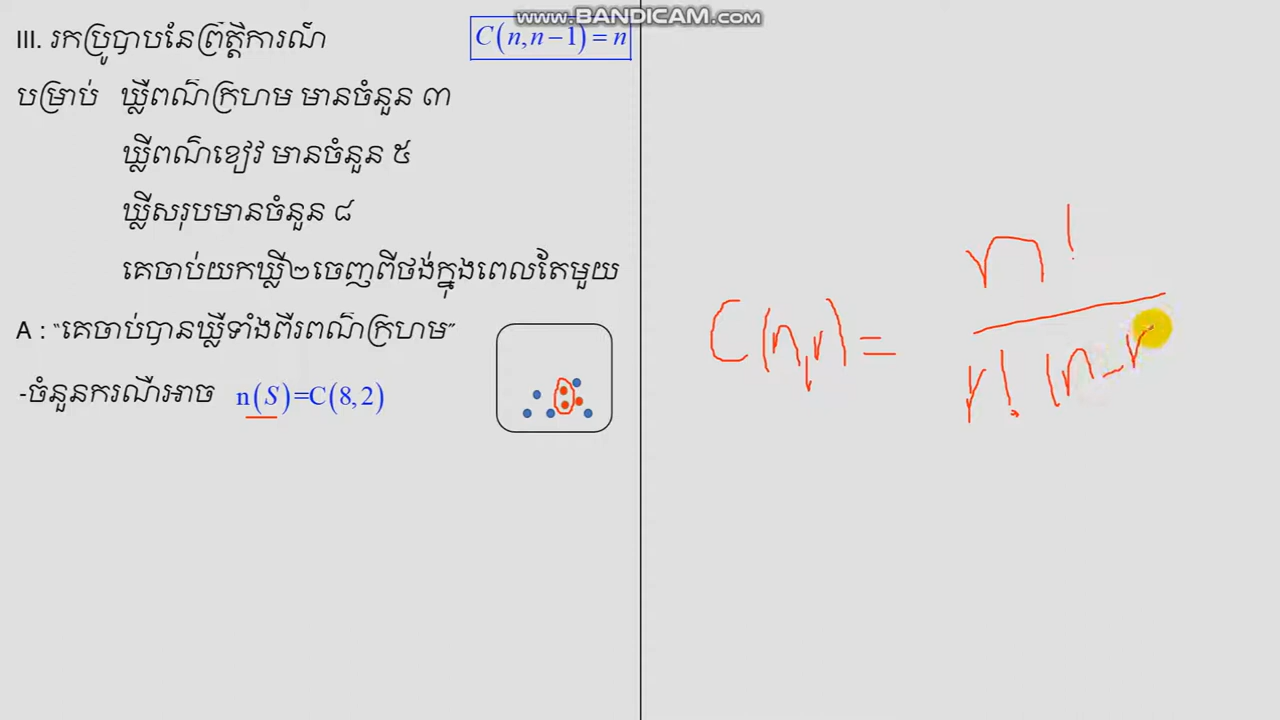 www.BANDICAM.com
III. រកប្រូបាបនៃព្រឹត្តិការណ៍
C(n,n−1)=n
បម្រាប់ ឃ្លីពណ៌ក្រហម មានចំនួន ៣
ឃ្លីពណ៌ខៀវ មានចំនួន ៥
ឃ្លីសរុបមានចំនួន ៨
គេចាប់យកឃ្លី២ចេញពីថង់ក្នុងពេលតែមួយ
A : “គេចាប់បានឃ្លីទាំងពីរពណ៌ក្រហម”
-ចំនួនករណីអាច n(S)=C(8,2)
n!
C(n,r)=
r! (n-r